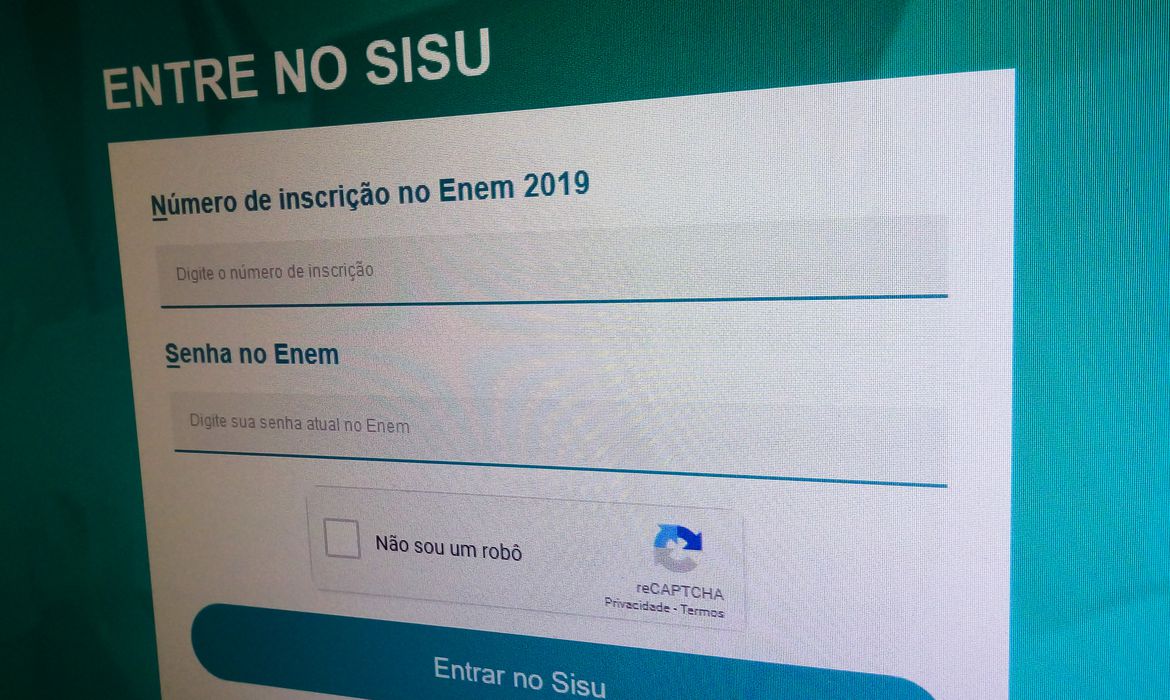 ENTRE NO SISU
Número de inscrição no Enem 2019
Digite o número de inscrição
Senha no Enem
Digite sua senha atual no Enem
Não sou um robô
reCAPTCHA
Privacidade - Termos
Entrar no Sisu